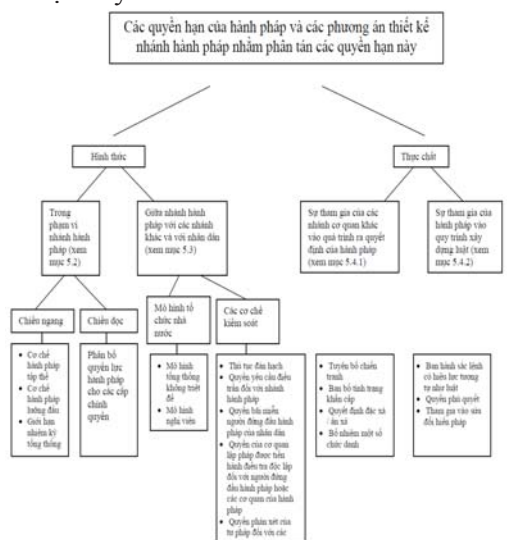 Các quyền hạn của hành pháp và các phương án thiết kế
nhánh hành pháp nhằm phân tán các quyền hạn này
Hình thức
Thực chất
Trong
phạm vi
nhánh hành
pháp (xem
mục 5.2)
Giữa nhánh hành
pháp với các nhánh
khác và với nhân dân
(xem mục 5.3)
Sự tham gia của các
nhánh cơ quan khác
vào quá trình ra quyết
định của hành pháp
(xem mục 5.4.1)
Sự tham gia của
hành pháp vào
quy trình xây
dựng luật (xem
mục 5.4.2)
Chiều ngang
Chiều dọc
Mô hình tổ
chức nhà
nước
Các cơ chế
kiểm soát
• Cơ chế
hành pháp
tập thể
• Cơ chế
hành pháp
lưỡng đầu
• Giới hạn
nhiệm kỳ
tổng thống
Phân bổ
quyền lực
hành pháp
cho các cấp
chính
quyền
• Mô hình
tổng thống
không triệt
để
• Mô hình
nghị viện
• Thủ tục đàn hạch
• Quyền yêu cầu điều
trần đối với nhánh
hành pháp
• Quyền bãi miễn
người đứng đầu hành
pháp của nhân dân
• Quyền của cơ quan
lập pháp được tiến
hành điều tra độc lập
đối với người đứng
đầu hành pháp hoặc
các cơ quan của hành
pháp
• Quyền phán xét của
tư pháp đối với các
• Tuyên bố chiến
tranh
• Ban bố tình trạng
khẩn cấp
• Quyết định đặc xá
/ ân xá
• Bổ nhiệm một số
chức danh
• Ban hành sắc lệnh
có hiệu lực tương
tự như luật
• Quyền phủ quyết
• Tham gia vào sửa
đổi hiến pháp